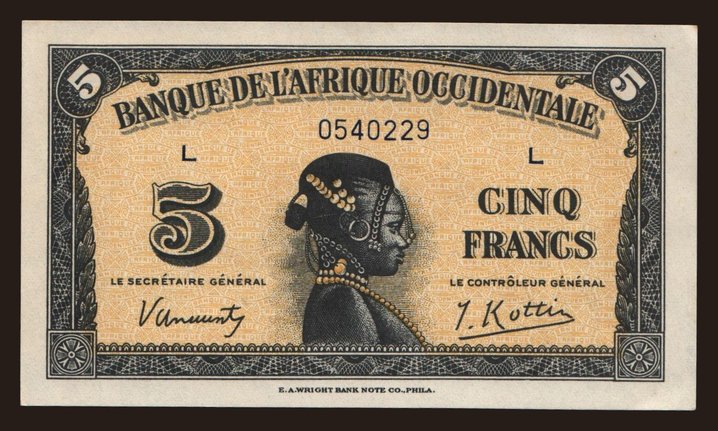 5 5
BANQUE DE L'AFRIQUE OCCIDENTALE
0540229
L L
5 CINQ
FRANCS
LE SECRÉTAIRE GÉNÉRAL LE CONTRÔLEUR GÉNÉRAL
E.A.WRIGHT BANK NOTE CO., PHILA.